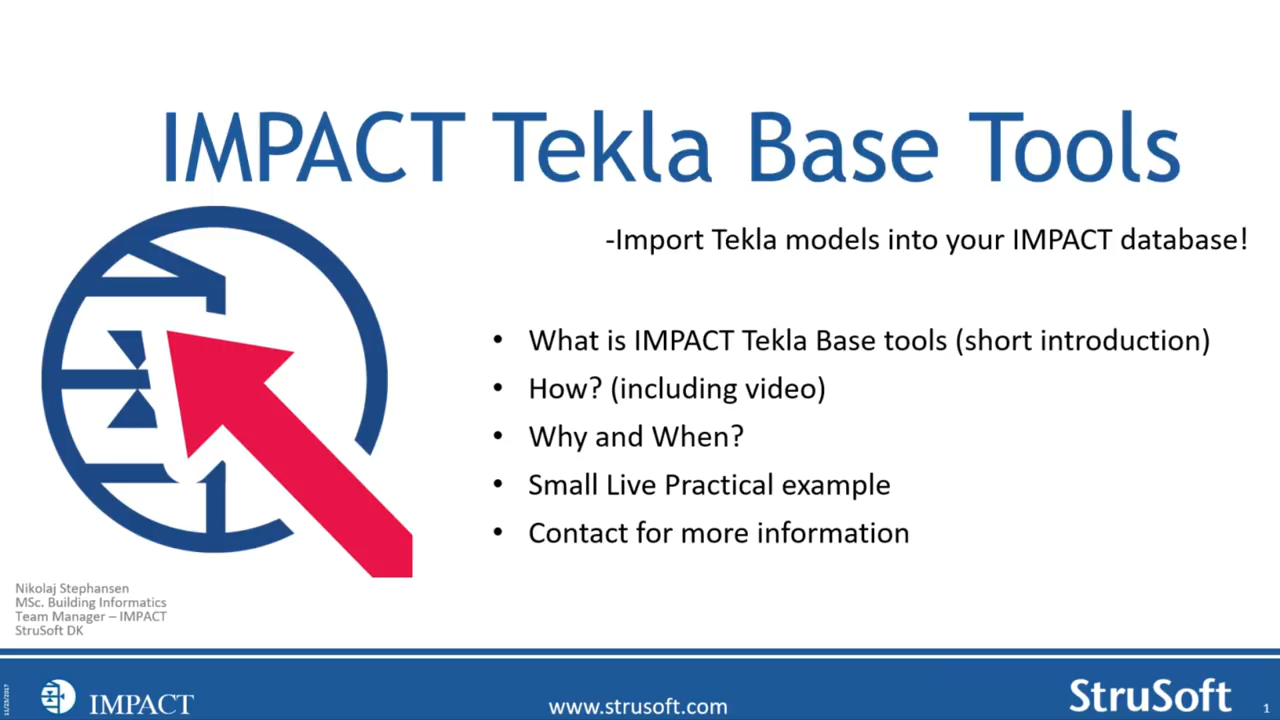 IMPACT Tekla Base Tools
-Import Tekla models into your IMPACT database!
• What is IMPACT Tekla Base tools (short introduction)
• How? (including video)
• Why and When?
• Small Live Practical example
• Contact for more information
Nikolaj Stephansen
MSc. Building Informatics
Team Manager – IMPACT
StruSoft DK
IMPACT
www.strusoft.com
StruSoft
1